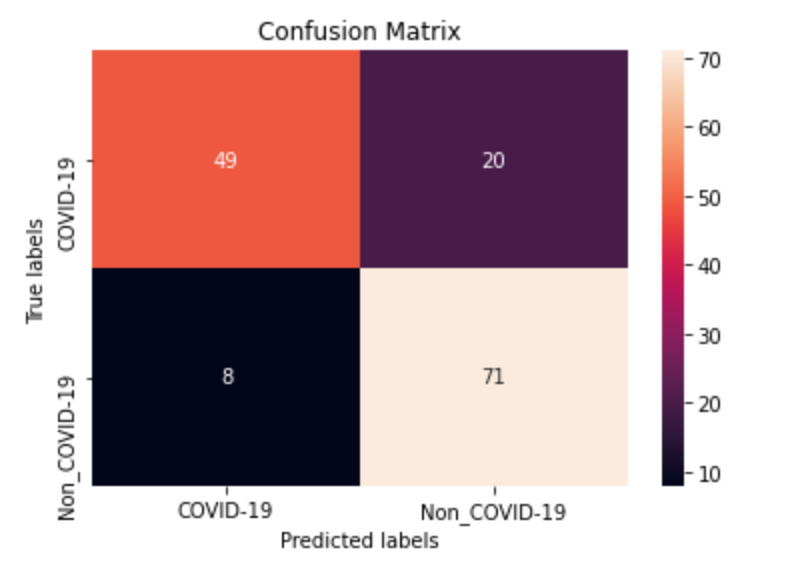 Confusion Matrix
True labels
COVID-19
Non_COVID-19
49
20
8
71
COVID-19
Non_COVID-19
Predicted labels
70
60
50
40
30
20
10